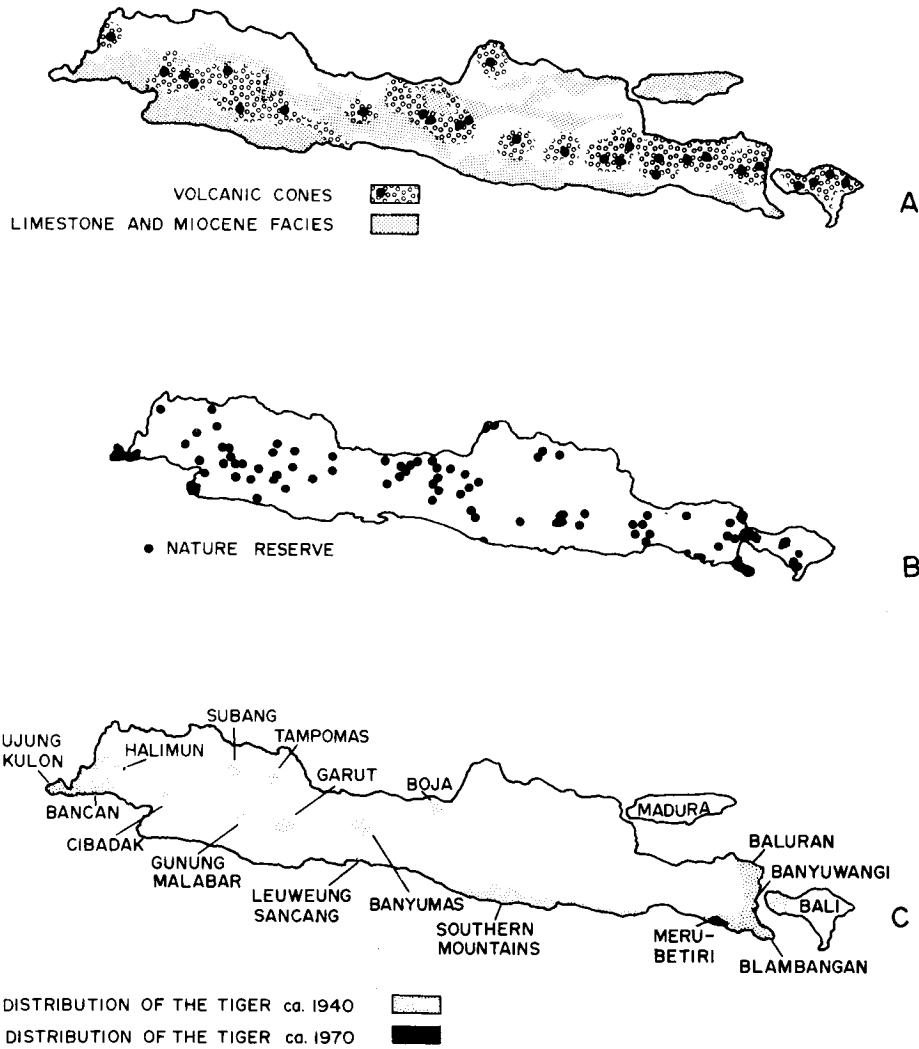 VOLCANIC CONES
LIMESTONE AND MIOCENE FACIES
A
NATURE RESERVE
B
UJUNG
KULON
HALIMUN
SUBANG
TAMPOMAS
GARUT
BOJA
MADURA
BANCAN
CIBADAK
GUNUNG
MALABAR
LEUWEUNG
SANCANG
BANYUMAS
SOUTHERN
MOUNTAINS
MERU-
BETIRI
BALURAN
BANYUWANGI
BALI
BLAMBANGAN
C
DISTRIBUTION OF THE TIGER ca. 1940
DISTRIBUTION OF THE TIGER ca. 1970